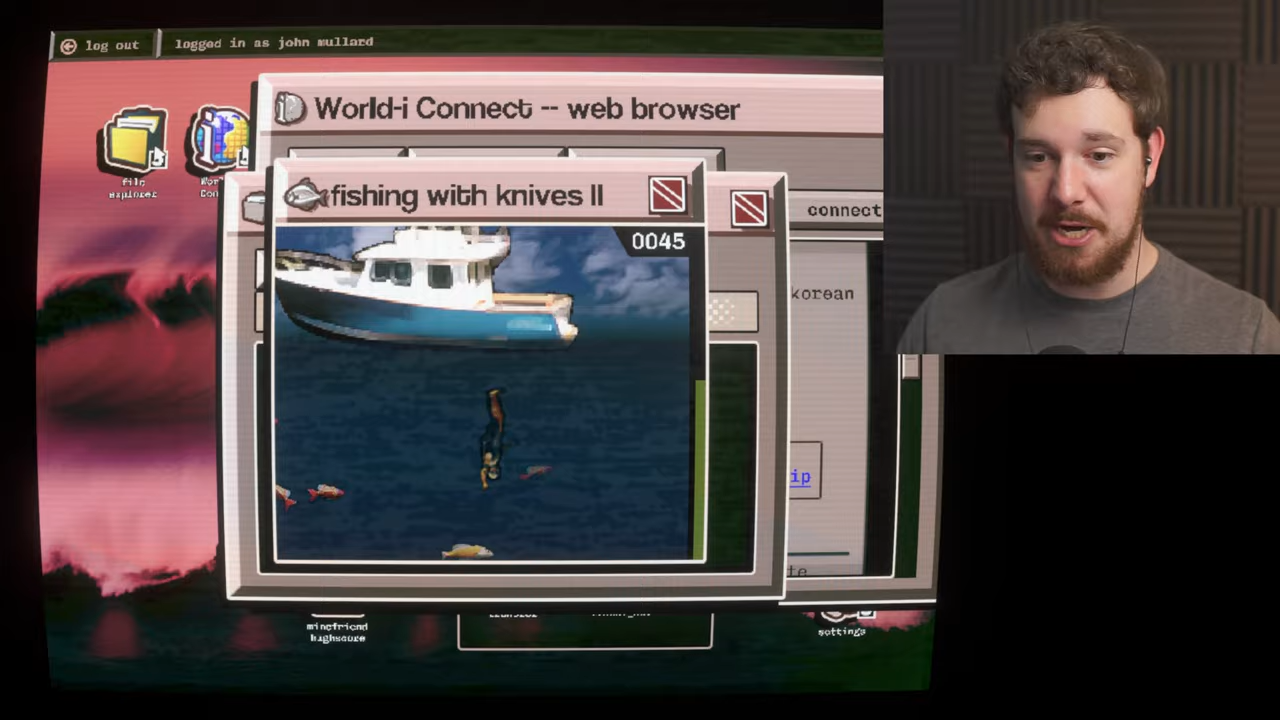 log out
logged in as john mullard
World-i Connect -- web browser
file
explorer
fishing with knives II
connect
0045
korean
ip
minefriend
highscore
settings